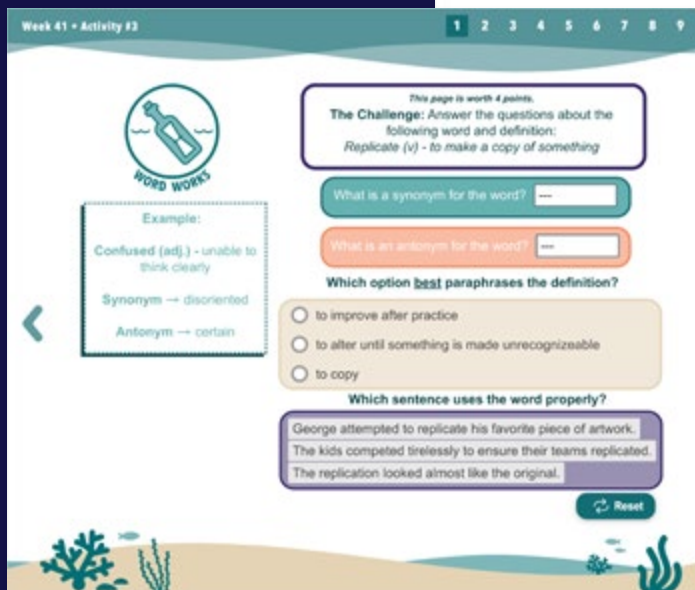 Week 41 • Activity #3
1 2 3 4 5 6 7 8 9
WORD WORKS
Example:
Confused (adj.) - unable to
think clearly
Synonym → disoriented
Antonym → certain
This page is worth 4 points.
The Challenge: Answer the questions about the
following word and definition:
Replicate (v) - to make a copy of something
What is a synonym for the word? ---
What is an antonym for the word? ---
Which option best paraphrases the definition?
to improve after practice
to alter until something is made unrecognizeable
to copy
Which sentence uses the word properly?
George attempted to replicate his favorite piece of artwork.
The kids competed tirelessly to ensure their teams replicated.
The replication looked almost like the original.
Reset